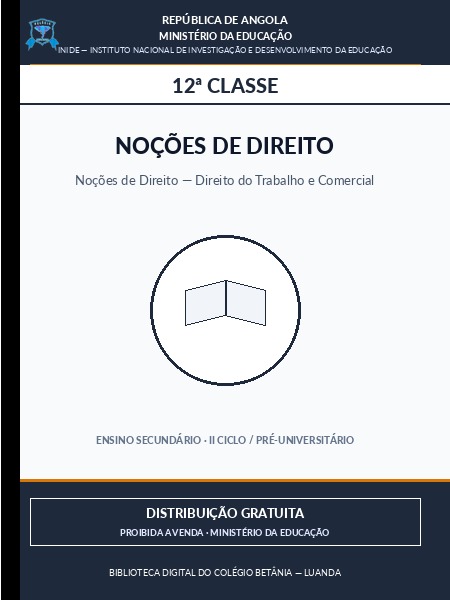 REPÚBLICA DE ANGOLA
MINISTÉRIO DA EDUCAÇÃO
INIDE — INSTITUTO NACIONAL DE INVESTIGAÇÃO E DESENVOLVIMENTO DA EDUCAÇÃO
12ª CLASSE
NOÇÕES DE DIREITO
Noções de Direito — Direito do Trabalho e Comercial
ENSINO SECUNDÁRIO · II CICLO / PRÉ-UNIVERSITÁRIO
DISTRIBUIÇÃO GRATUITA
PROIBIDA A VENDA · MINISTÉRIO DA EDUCAÇÃO
BIBLIOTECA DIGITAL DO COLÉGIO BETÂNIA — LUANDA